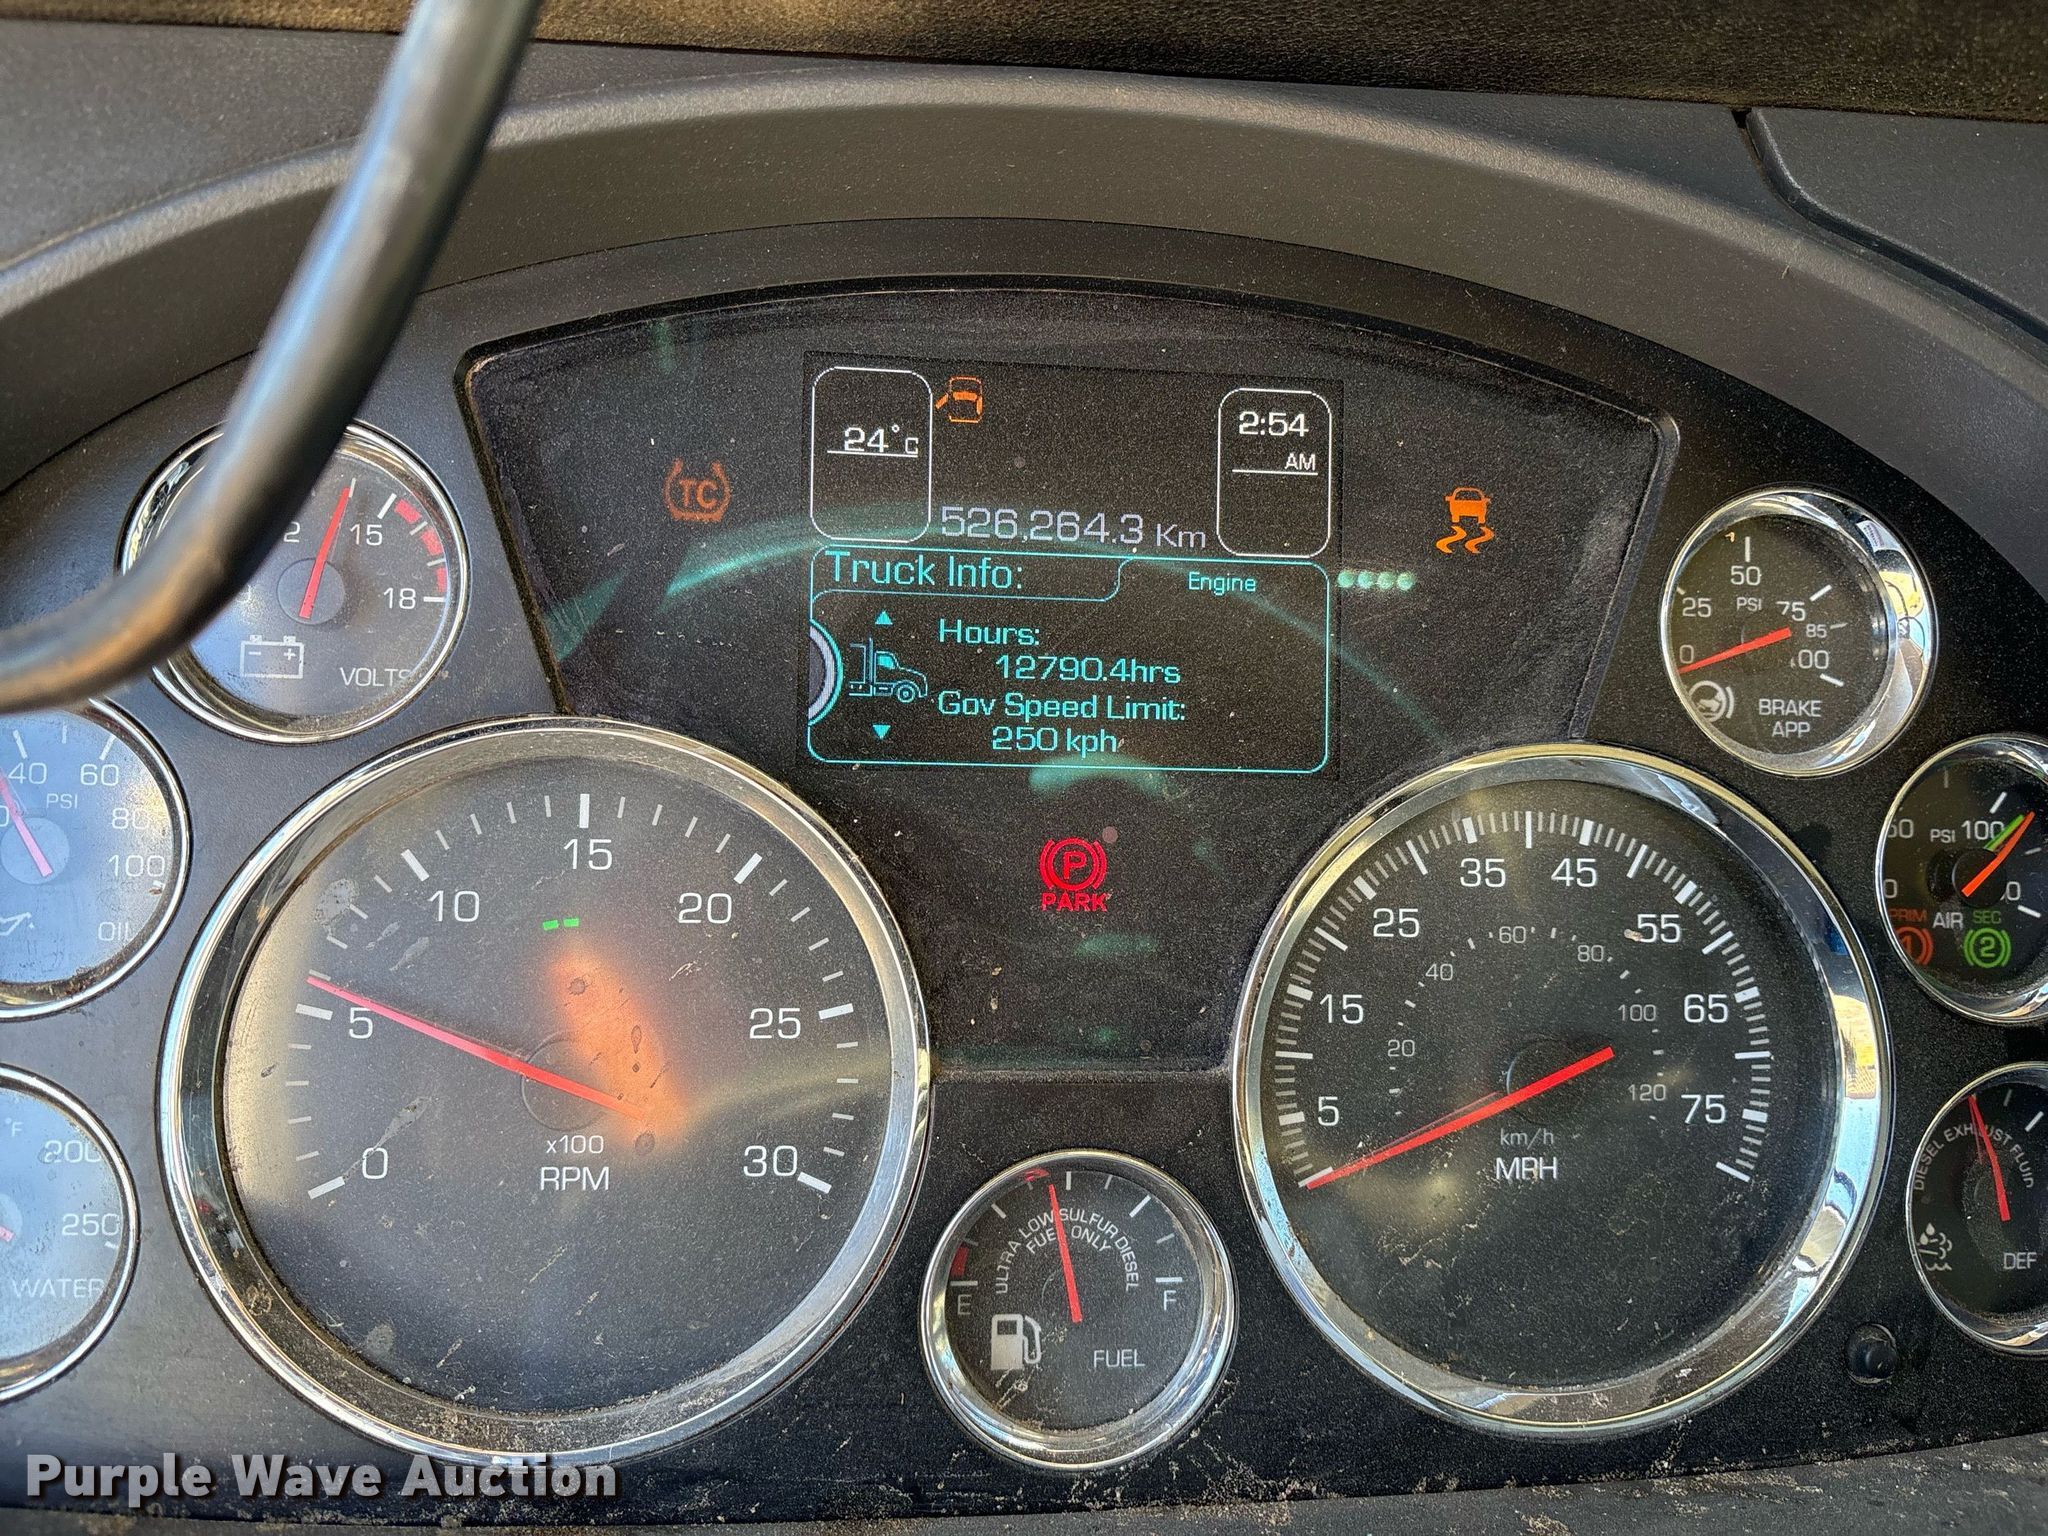 24°C
2:54
AM
526,264.3 Km
Truck Info:
Engine
Hours:
12790.4hrs
Gov Speed Limit:
250 kph
TC
15
18
VOLTS
40
60
PSI
80
100
OIL
°F
200
250
WATER
0
5
10
15
20
25
30
x100
RPM
P
PARK
E
F
ULTRA LOW SULFUR DIESEL
FUEL ONLY
FUEL
5
15
25
35
45
55
65
75
20
40
60
80
100
120
km/h
MPH
0
25
50
75
85
PSI
BRAKE
APP
PSI
100
PRIM
AIR
SEC
1
2
DIESEL EXHAUST FLUID
DEF
Purple Wave Auction